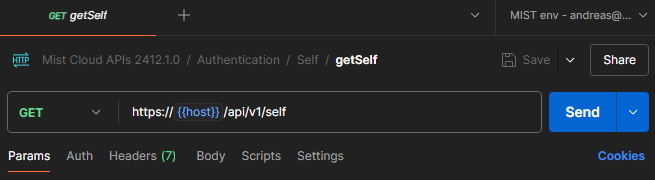 GET getSelf
MIST env - andreas@...
HTTP Mist Cloud APIs 2412.1.0 / Authentication / Self / getSelf Save Share
GET https:// {{host}} /api/v1/self Send
Params Auth Headers (7) Body Scripts Settings Cookies